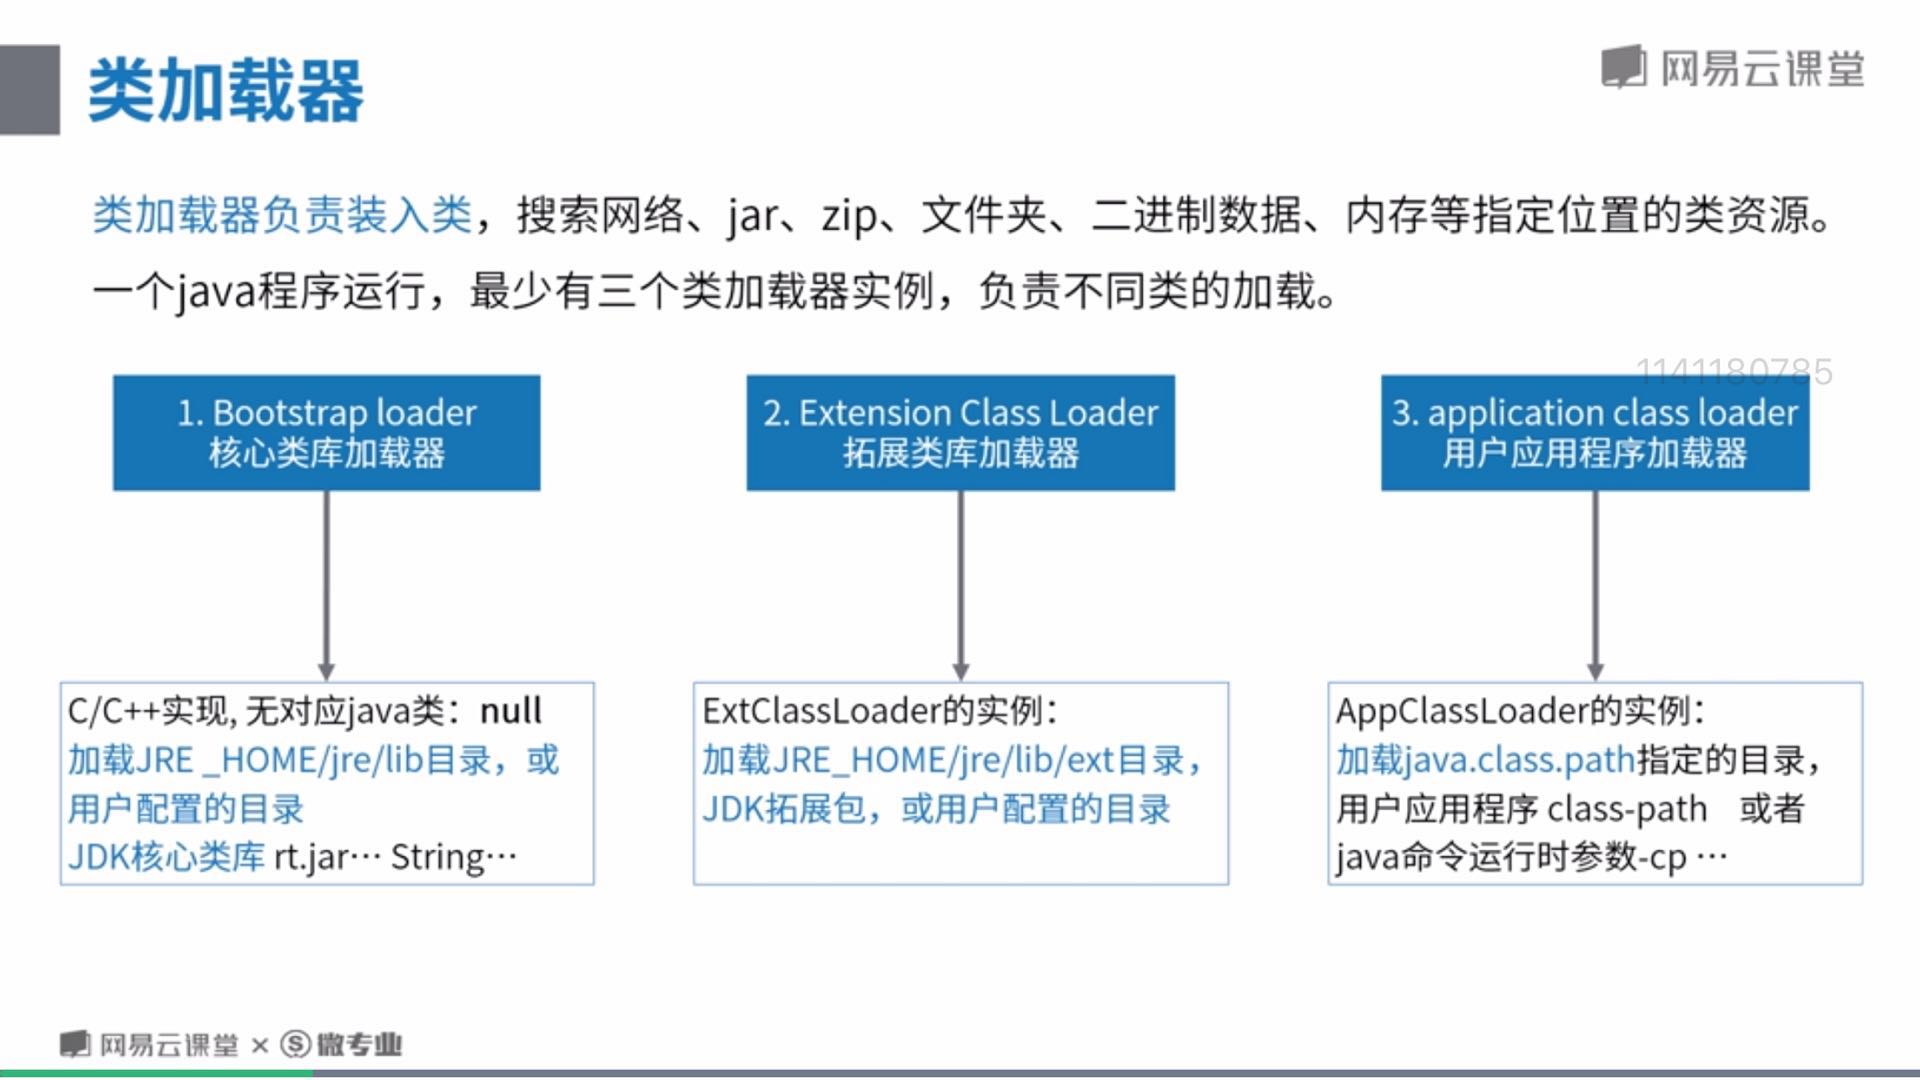 类加载器
网易云课堂
类加载器负责装入类，搜索网络、jar、zip、文件夹、二进制数据、内存等指定位置的类资源。
一个java程序运行，最少有三个类加载器实例，负责不同类的加载。
1141180785
1. Bootstrap loader
核心类库加载器
2. Extension Class Loader
拓展类库加载器
3. application class loader
用户应用程序加载器
C/C++实现, 无对应java类：null
加载JRE _HOME/jre/lib目录，或
用户配置的目录
JDK核心类库 rt.jar… String…
ExtClassLoader的实例：
加载JRE_HOME/jre/lib/ext目录，
JDK拓展包，或用户配置的目录
AppClassLoader的实例：
加载java.class.path指定的目录，
用户应用程序 class-path 或者
java命令运行时参数-cp …
网易云课堂 × S 微专业